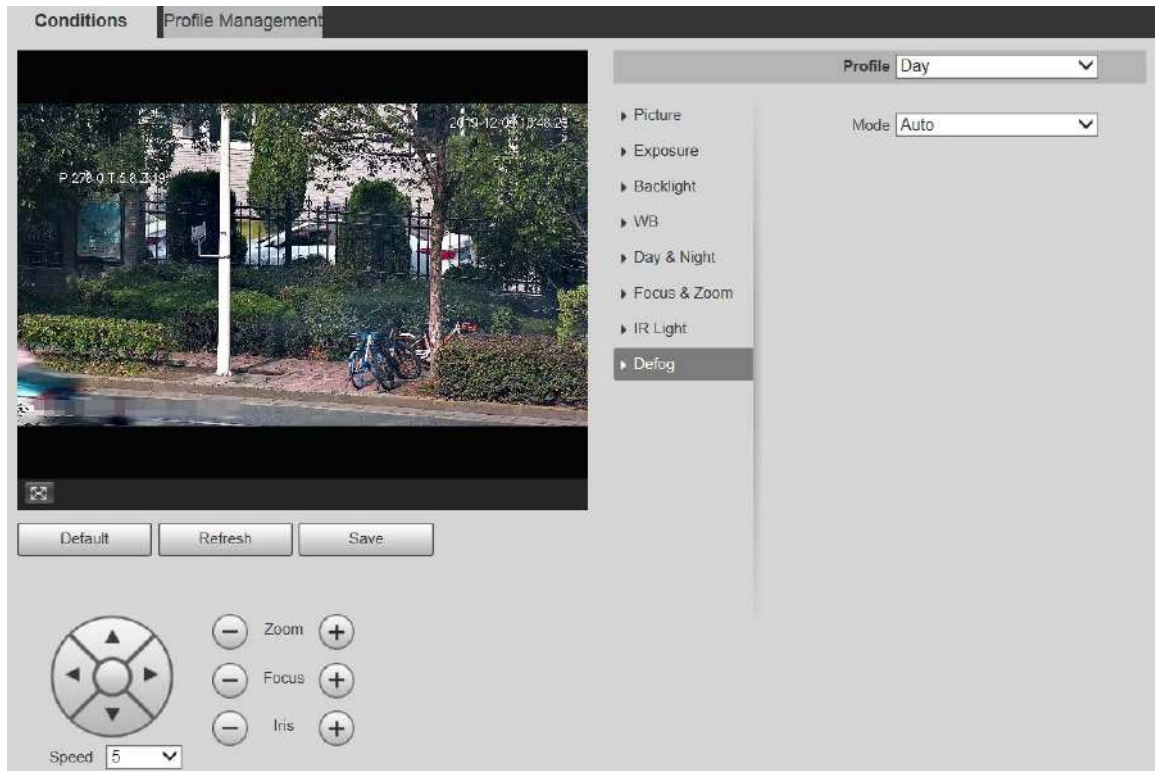 Conditions
Profile Management
Profile Day
Picture
Mode Auto
Exposure
Backlight
WB
Day & Night
Focus & Zoom
IR Light
Defog
Default
Refresh
Save
Zoom
Focus
Iris
Speed 5